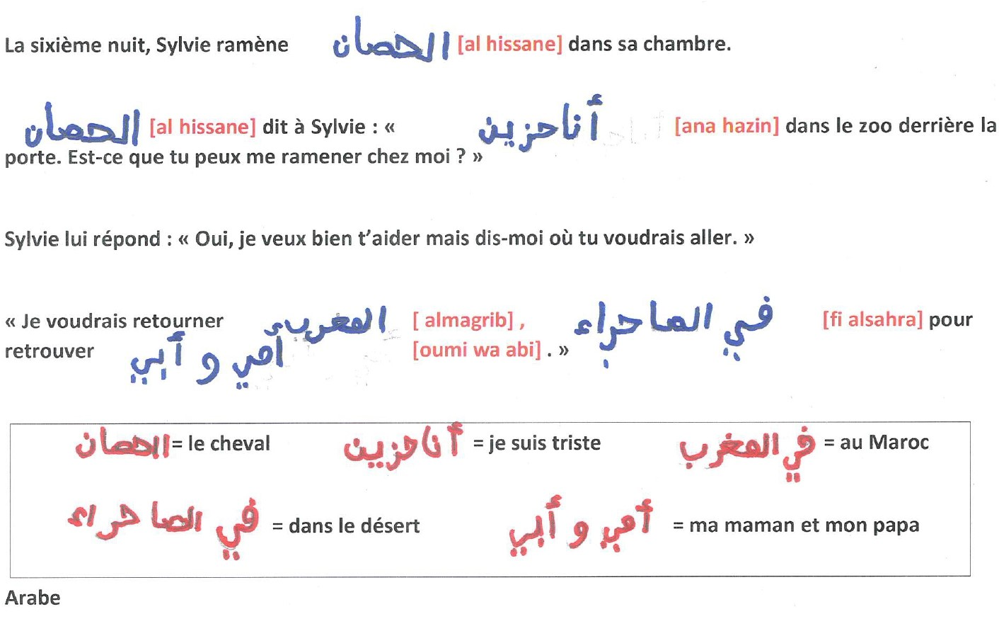 La sixième nuit, Sylvie ramène الحصان [al hissane] dans sa chambre.
الحصان [al hissane] dit à Sylvie : « أنا حزين [ana hazin] dans le zoo derrière la
porte. Est-ce que tu peux me ramener chez moi ? »
Sylvie lui répond : « Oui, je veux bien t’aider mais dis-moi où tu voudrais aller. »
« Je voudrais retourner المغرب [ almagrib] , في الصاحراء [fi alsahra] pour
retrouver أمي و أبي [oumi wa abi] . »
الحصان = le cheval أنا حزين = je suis triste في المغرب = au Maroc
في الصاحراء = dans le désert أمي و أبي = ma maman et mon papa
Arabe